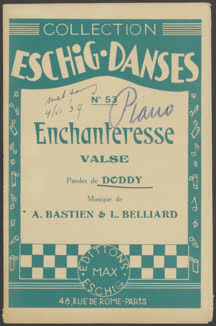 COLLECTION
ESCHIG-DANSES
N° 53
Piano
Enchanteresse
VALSE
Paroles de DODDY
Musique de
A. BASTIEN & L. BELLIARD
EDITIONS
MAX
ESCHIG
48, RUE DE ROME-PARIS